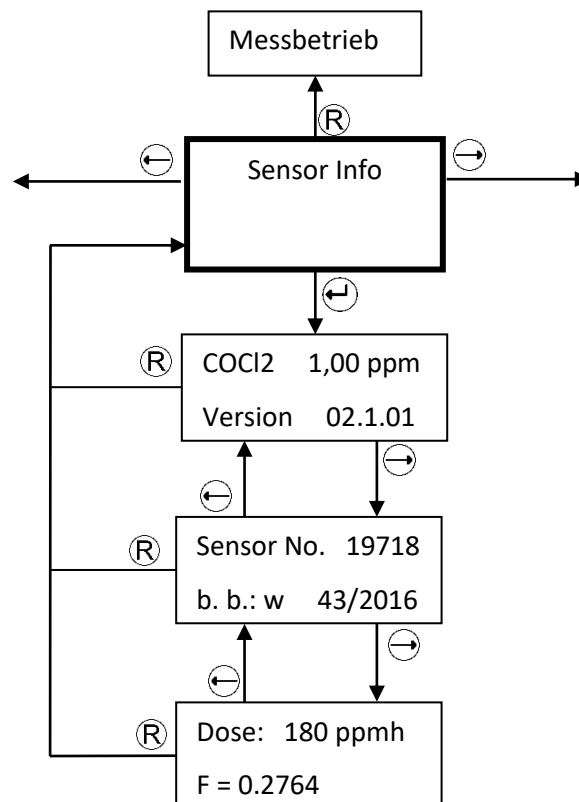 Messbetrieb
R
Sensor Info
R
COCl2 1,00 ppm
Version 02.1.01
R
Sensor No. 19718
b. b.: w 43/2016
R
Dose: 180 ppmh
F = 0.2764